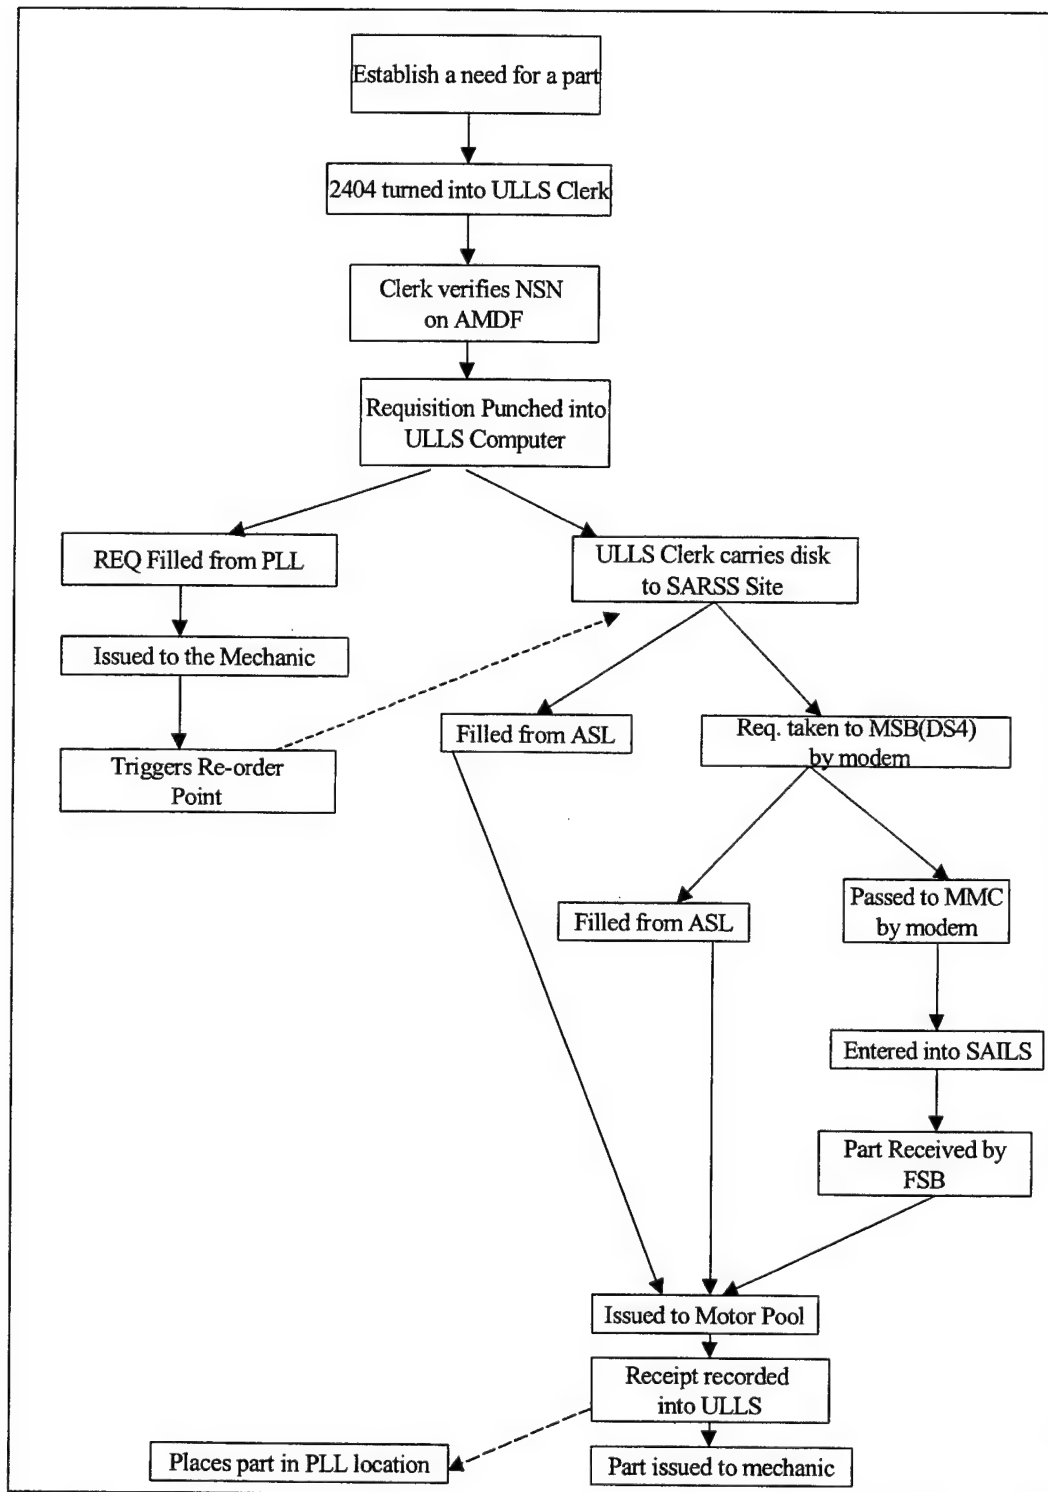 Establish a need for a part
2404 turned into ULLS Clerk
Clerk verifies NSN
on AMDF
Requisition Punched into
ULLS Computer
REQ Filled from PLL
ULLS Clerk carries disk
to SARSS Site
Issued to the Mechanic
Filled from ASL
Req. taken to MSB(DS4)
by modem
Triggers Re-order
Point
Filled from ASL
Passed to MMC
by modem
Entered into SAILS
Part Received by
FSB
Issued to Motor Pool
Receipt recorded
into ULLS
Places part in PLL location
Part issued to mechanic